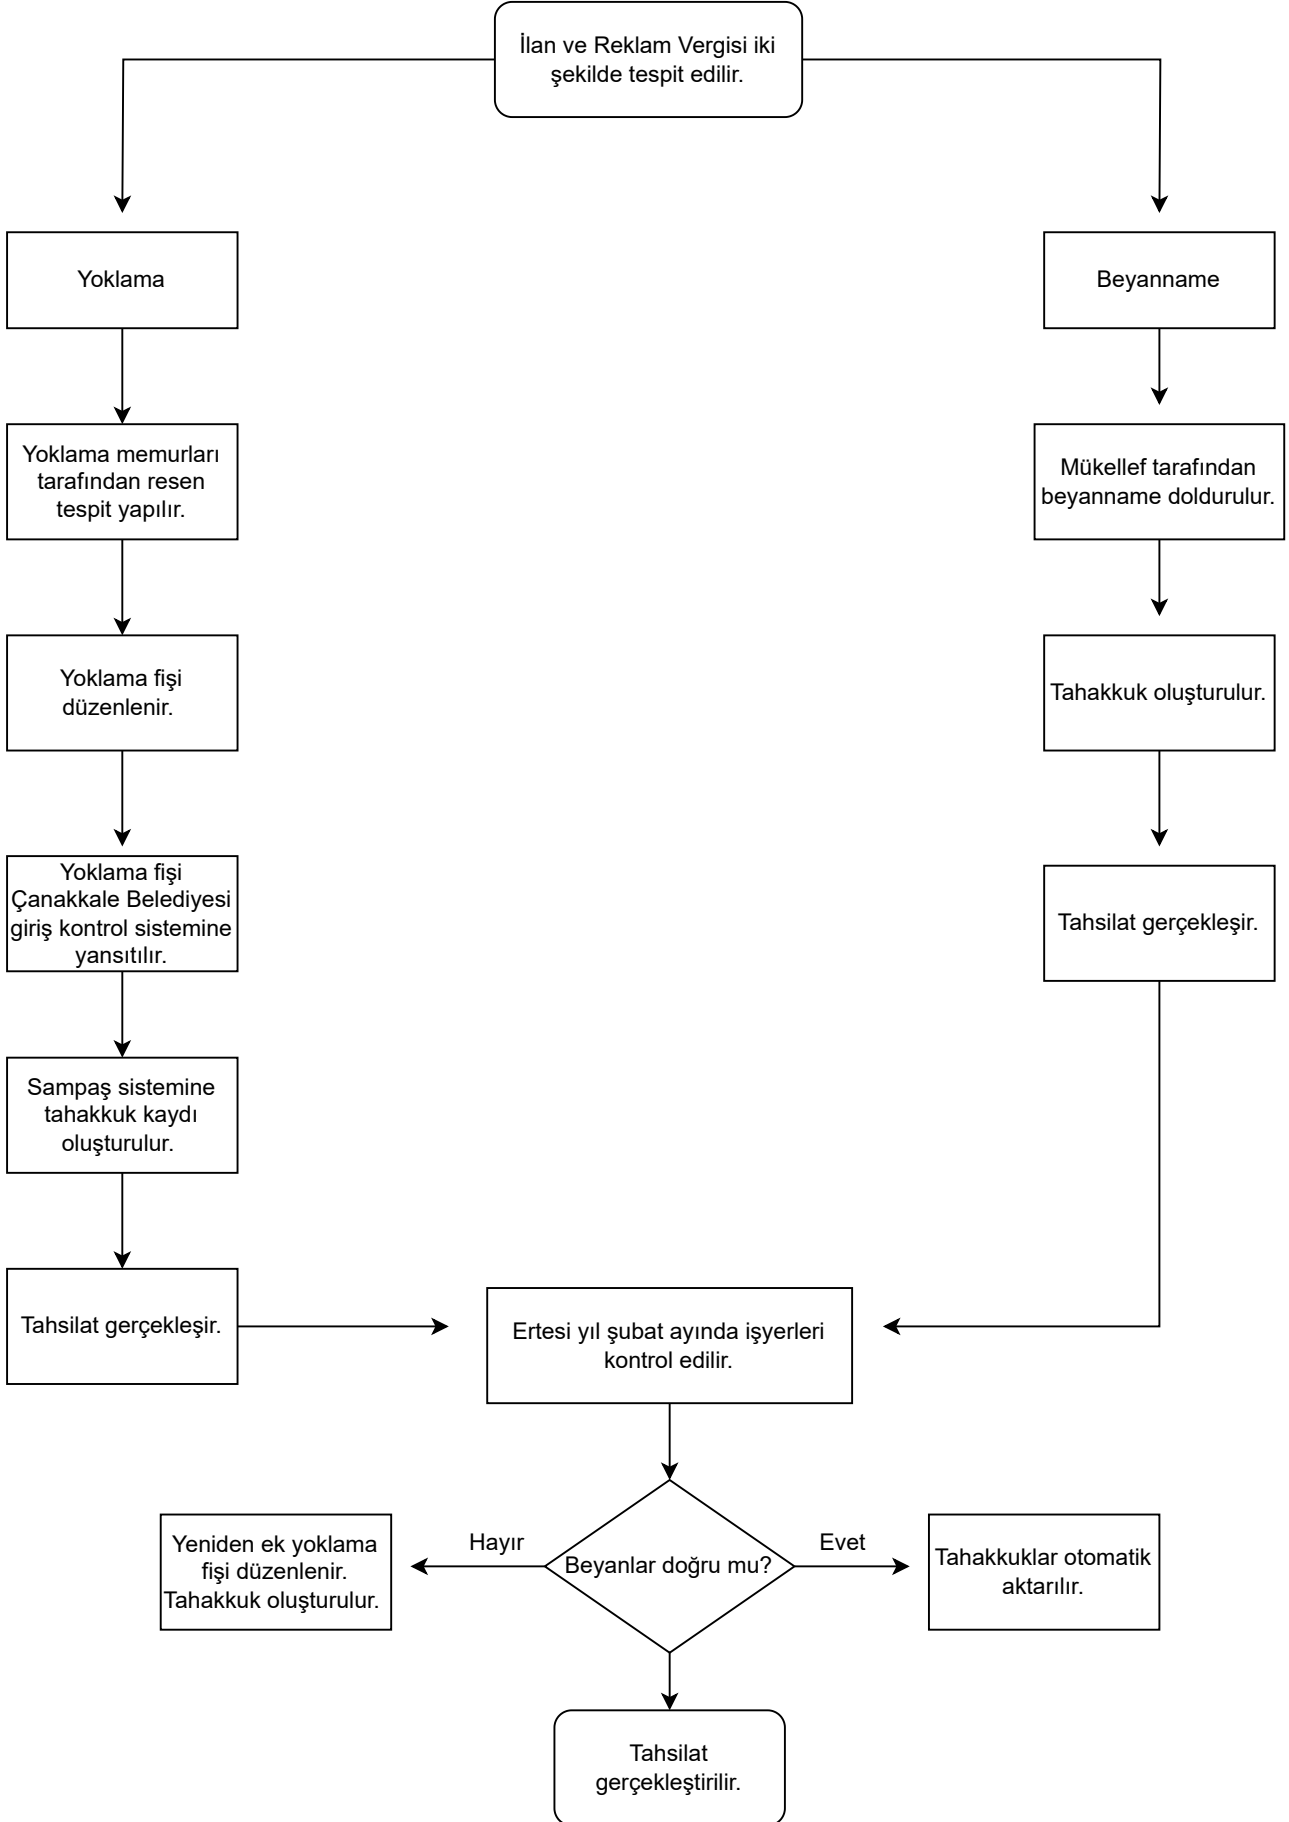 İlan ve Reklam Vergisi iki
şekilde tespit edilir.
Yoklama
Beyanname
Yoklama memurları
tarafından resen
tespit yapılır.
Mükellef tarafından
beyanname doldurulur.
Yoklama fişi
düzenlenir.
Tahakkuk oluşturulur.
Yoklama fişi
Çanakkale Belediyesi
giriş kontrol sistemine
yansıtılır.
Tahsilat gerçekleşir.
Sampaş sistemine
tahakkuk kaydı
oluşturulur.
Tahsilat gerçekleşir.
Ertesi yıl şubat ayında işyerleri
kontrol edilir.
Yeniden ek yoklama
fişi düzenlenir.
Tahakkuk oluşturulur.
Hayır
Beyanlar doğru mu?
Evet
Tahakkuklar otomatik
aktarılır.
Tahsilat
gerçekleştirilir.